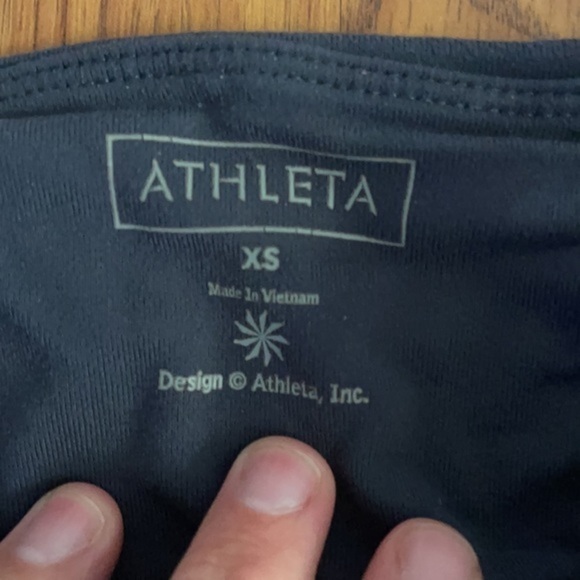 ATHLETA
XS
Made In Vietnam
Design © Athleta, Inc.